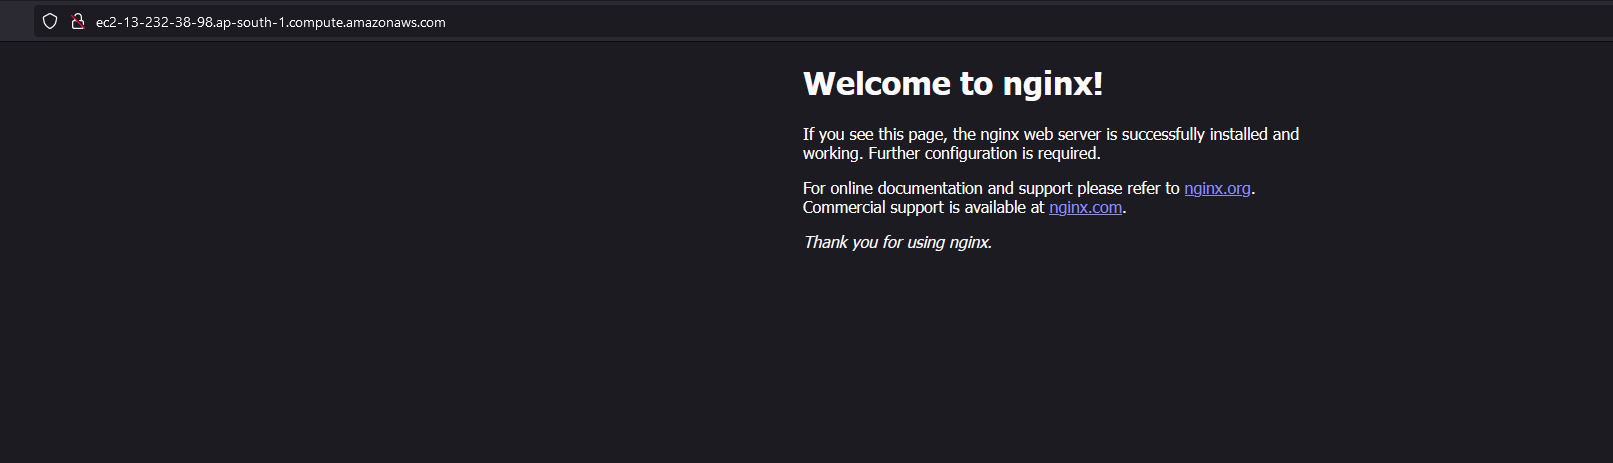 ec2-13-232-38-98.ap-south-1.compute.amazonaws.com
Welcome to nginx!
If you see this page, the nginx web server is successfully installed and
working. Further configuration is required.
For online documentation and support please refer to nginx.org.
Commercial support is available at nginx.com.
Thank you for using nginx.